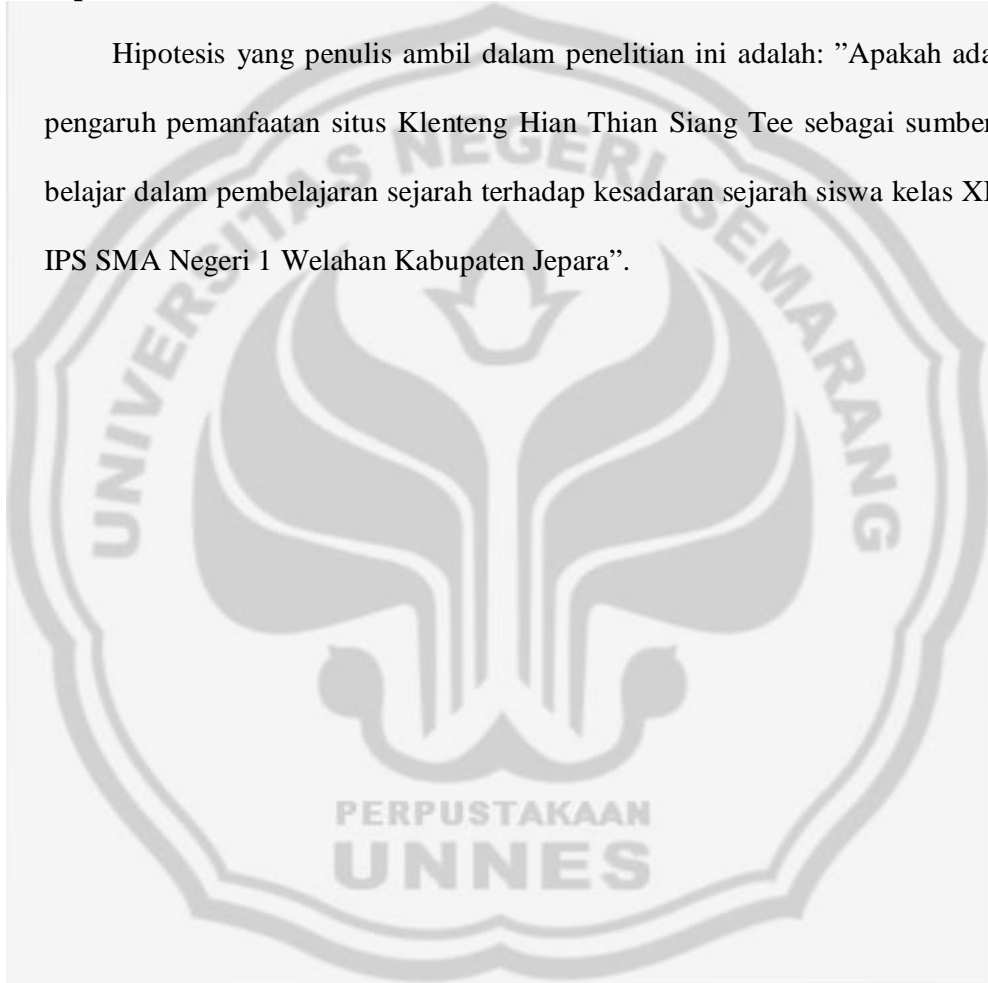 Hipotesis yang penulis ambil dalam penelitian ini adalah: ”Apakah ada
pengaruh pemanfaatan situs Klenteng Hian Thian Siang Tee sebagai sumber
belajar dalam pembelajaran sejarah terhadap kesadaran sejarah siswa kelas XI
IPS SMA Negeri 1 Welahan Kabupaten Jepara”.
UNIVERSITAS NEGERI SEMARANG
PERPUSTAKAAN
UNNES